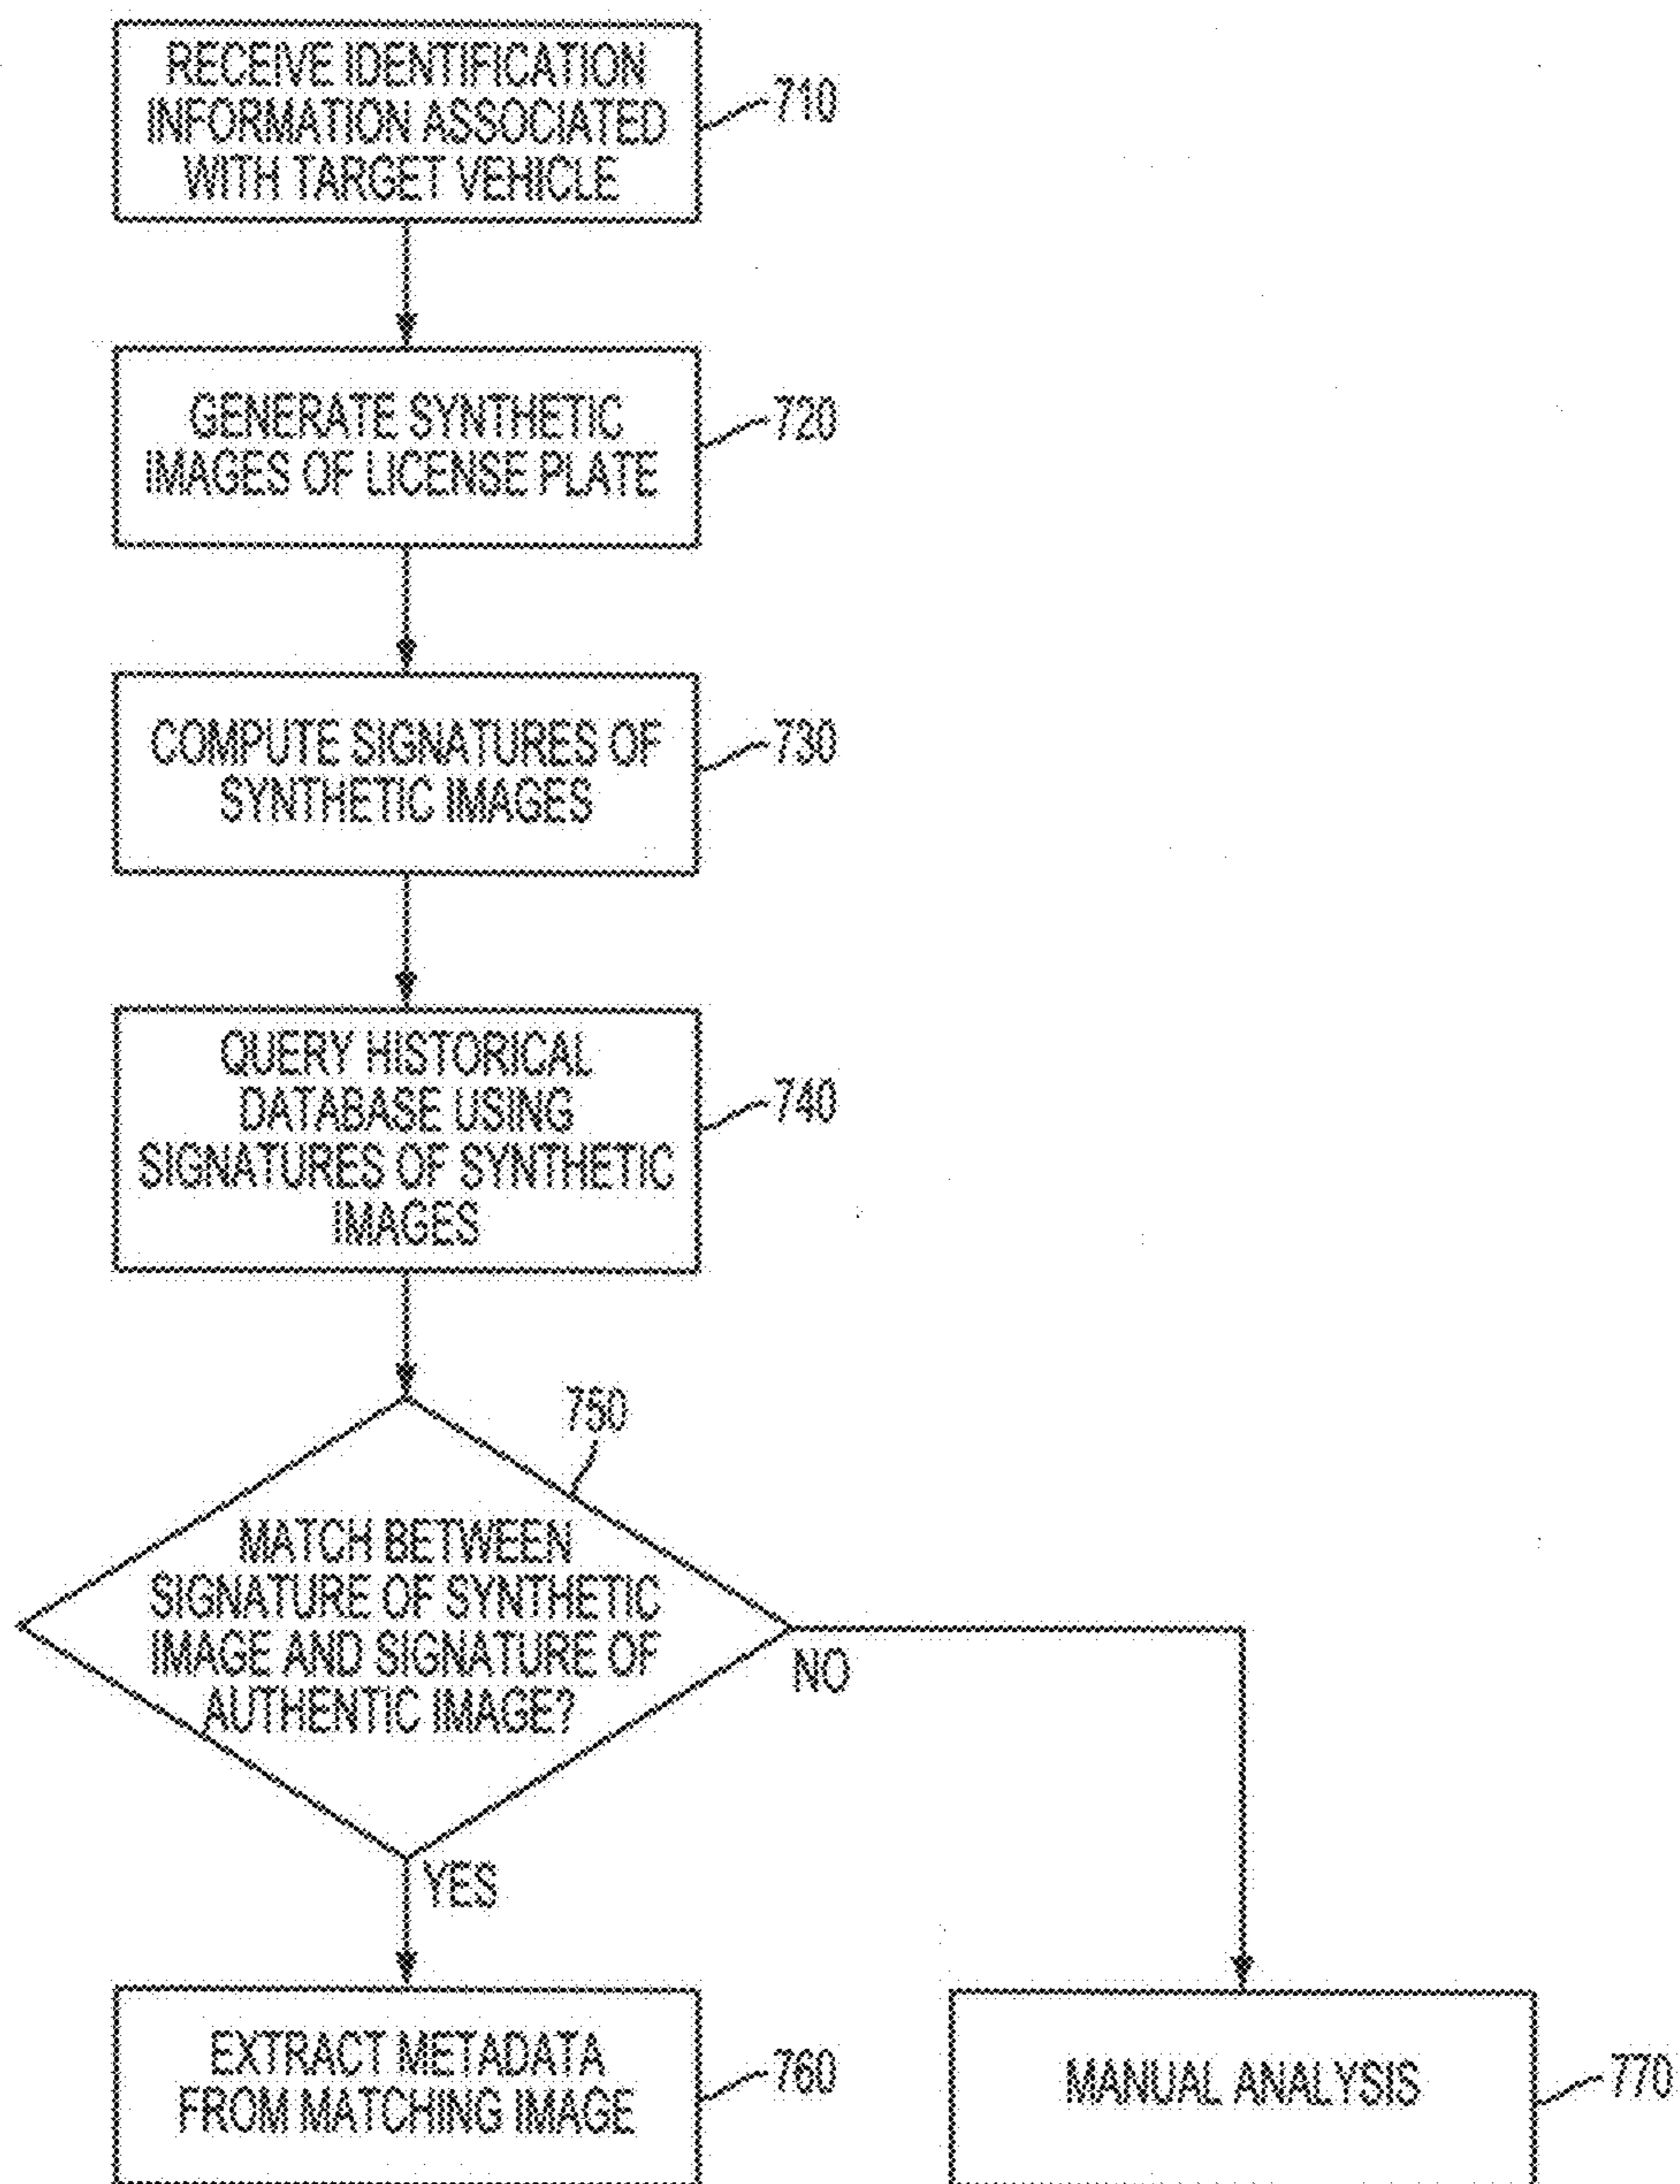 RECEIVE IDENTIFICATION
INFORMATION ASSOCIATED
WITH TARGET VEHICLE
710
GENERATE SYNTHETIC
IMAGES OF LICENSE PLATE
720
COMPUTE SIGNATURES OF
SYNTHETIC IMAGES
730
QUERY HISTORICAL
DATABASE USING
SIGNATURES OF SYNTHETIC
IMAGES
740
750
MATCH BETWEEN
SIGNATURE OF SYNTHETIC
IMAGE AND SIGNATURE OF
AUTHENTIC IMAGE?
NO
YES
EXTRACT METADATA
FROM MATCHING IMAGE
760
MANUAL ANALYSIS
770